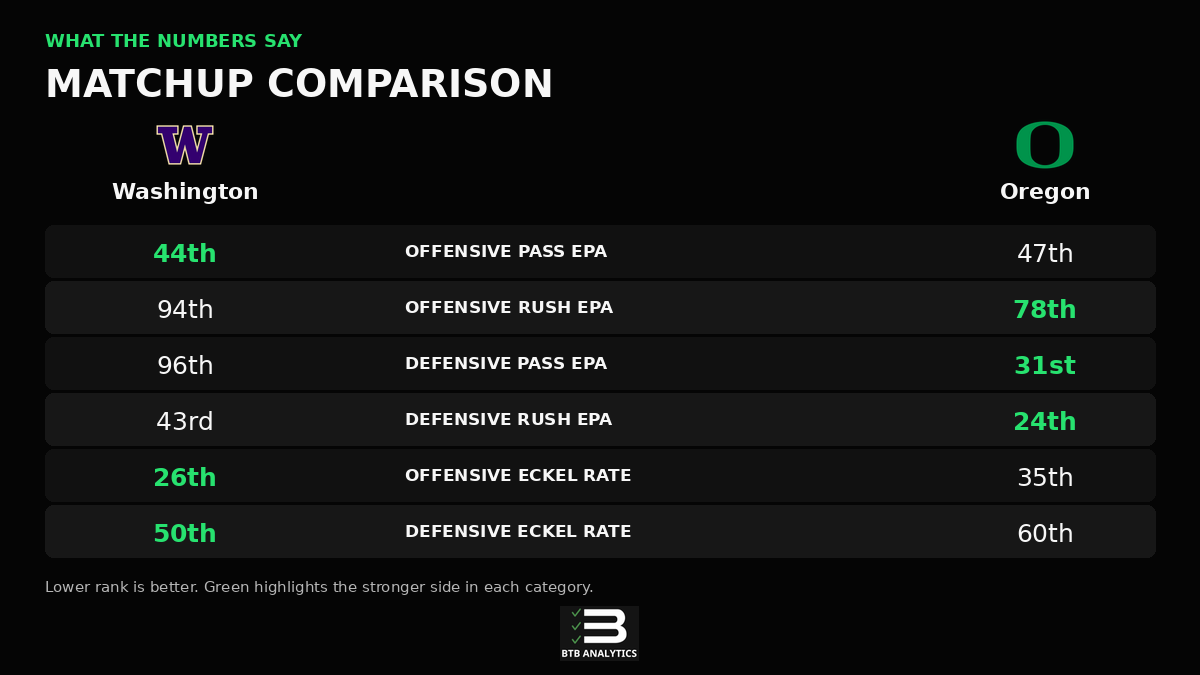 WHAT THE NUMBERS SAY
MATCHUP COMPARISON
W
O
Washington
Oregon
44th OFFENSIVE PASS EPA 47th
94th OFFENSIVE RUSH EPA 78th
96th DEFENSIVE PASS EPA 31st
43rd DEFENSIVE RUSH EPA 24th
26th OFFENSIVE ECKEL RATE 35th
50th DEFENSIVE ECKEL RATE 60th
Lower rank is better. Green highlights the stronger side in each category.
B
BTB ANALYTICS